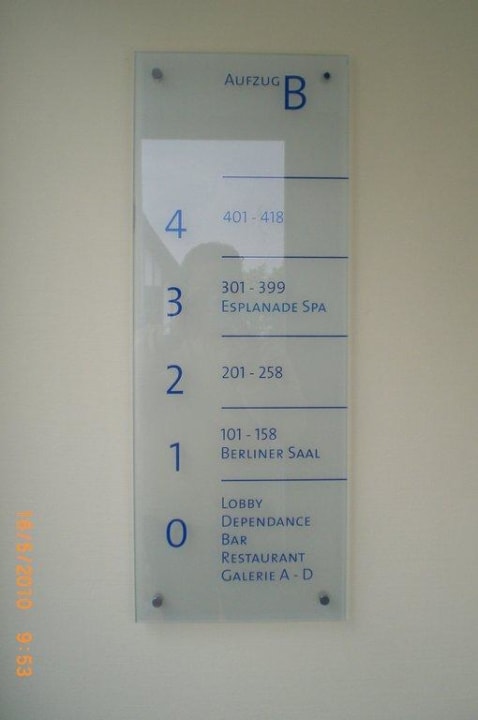 Aufzug B
4
401 - 418
3
301 - 399
Esplanade Spa
2
201 - 258
1
101 - 158
Berliner Saal
0
Lobby
Dependance
Bar
Restaurant
Galerie A - D
18/8/2010 9:53